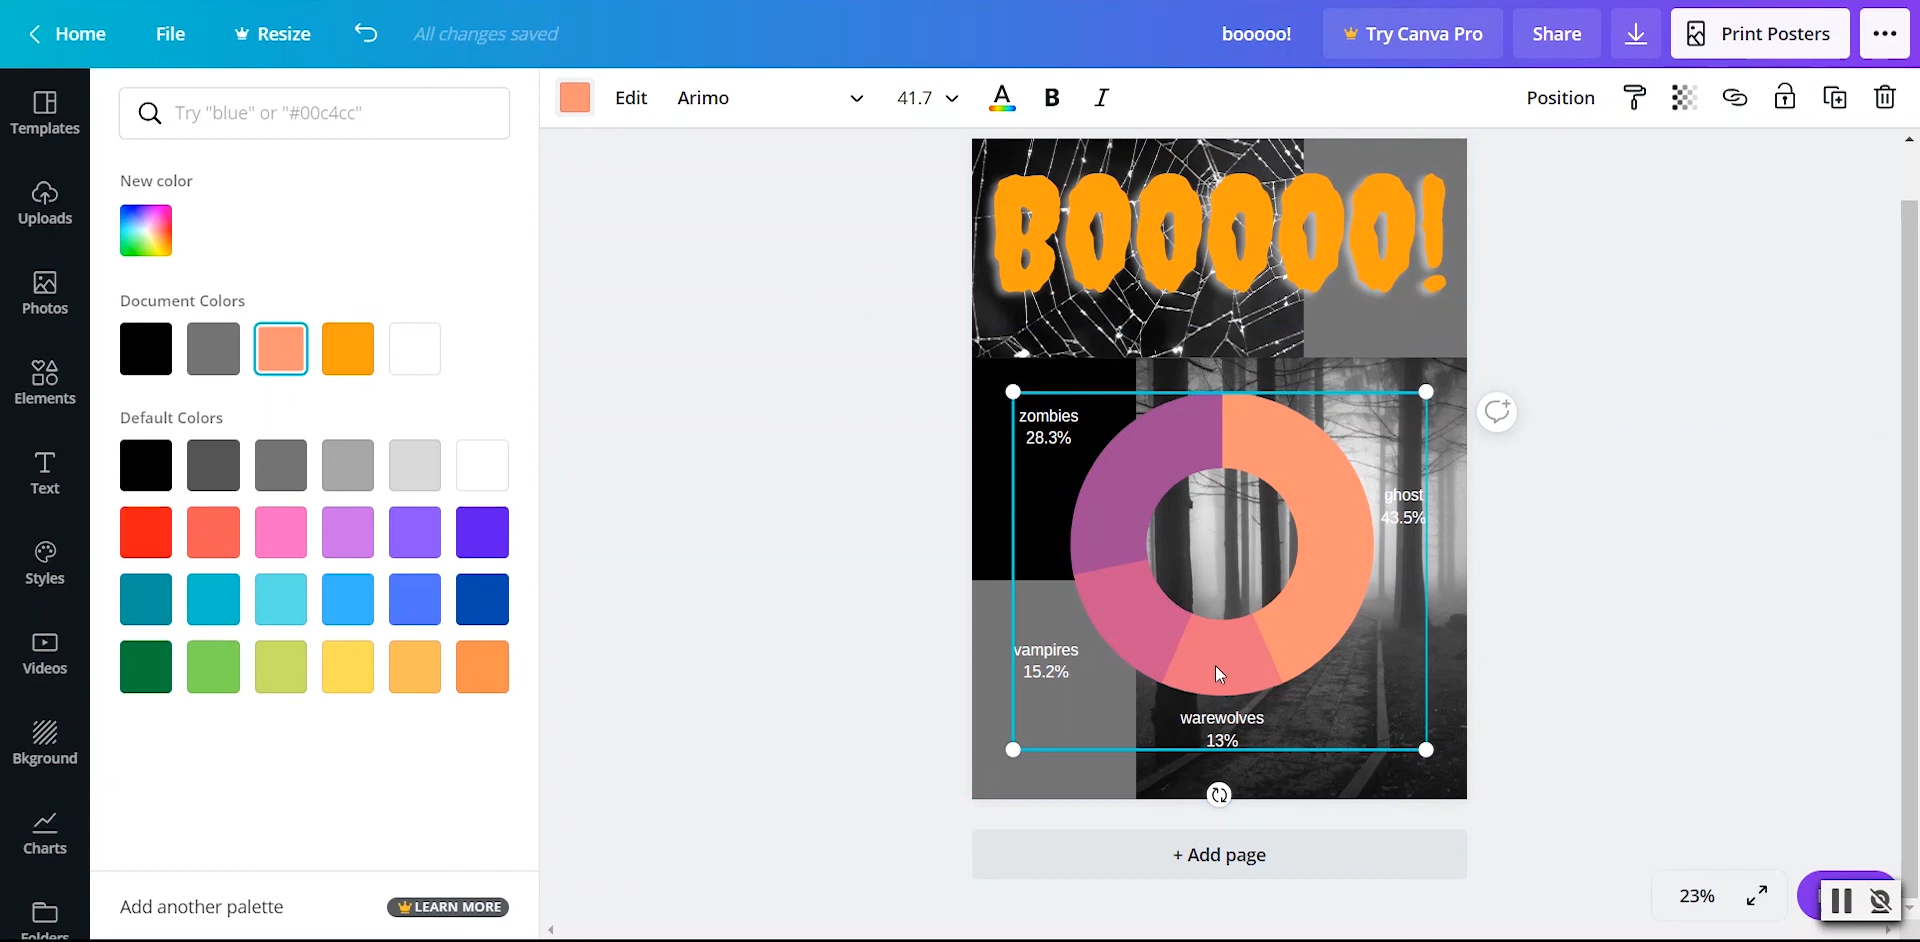 Home
File
Resize
All changes saved
booooo!
Try Canva Pro
Share
Print Posters
Templates
Uploads
Photos
Elements
Text
Styles
Videos
Bkground
Charts
Folders
Try "blue" or "#00c4cc"
New color
Document Colors
Default Colors
Add another palette
LEARN MORE
Edit
Arimo
41.7
A
B
I
Position
BOOOOO!
zombies
28.3%
ghost
43.5%
vampires
15.2%
warewolves
13%
+ Add page
23%